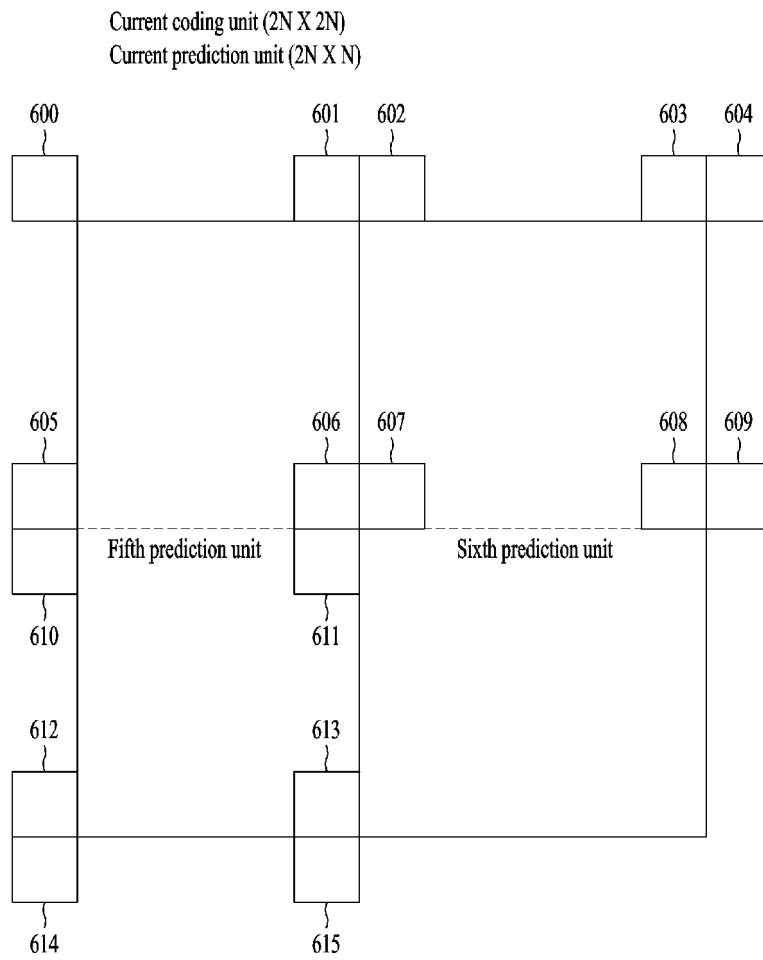 Current coding unit (2N X 2N)
Current prediction unit (2N X N)
600 601 602 603 604
605 606 607 608 609
Fifth prediction unit Sixth prediction unit
610 611
612 613
614 615